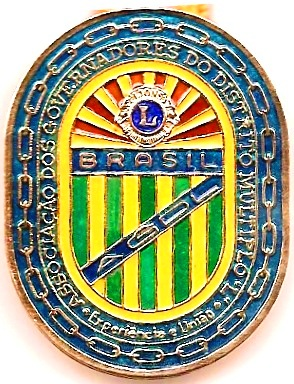 ASSOCIAÇÃO DOS GOVERNADORES DO DISTRITO MULTIPLO L
LIONS
L
BRASIL
AGDL
Experiência e União